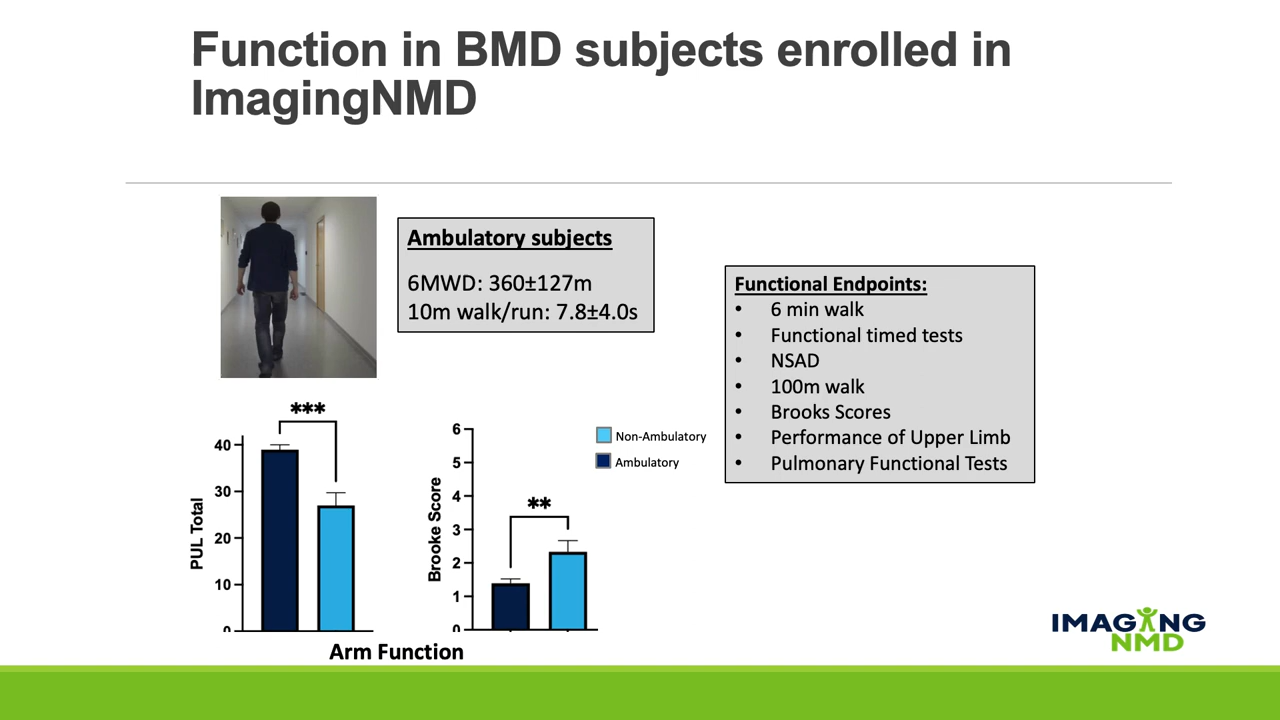 Function in BMD subjects enrolled in
ImagingNMD
Ambulatory subjects
6MWD: 360±127m
10m walk/run: 7.8±4.0s
Functional Endpoints:
• 6 min walk
• Functional timed tests
• NSAD
• 100m walk
• Brooks Scores
• Performance of Upper Limb
• Pulmonary Functional Tests
***
40
30
20
10
0
PUL Total
**
6
5
4
3
2
1
0
Brooke Score
Non-Ambulatory
Ambulatory
Arm Function
IMAGING
NMD